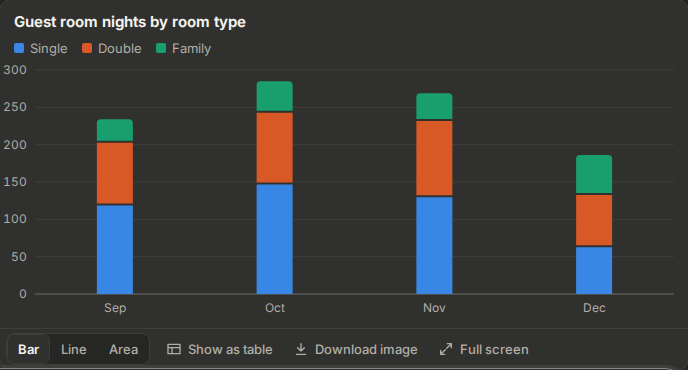 Guest room nights by room type
Single Double Family
300
250
200
150
100
50
0
Sep Oct Nov Dec
Bar Line Area Show as table Download image Full screen